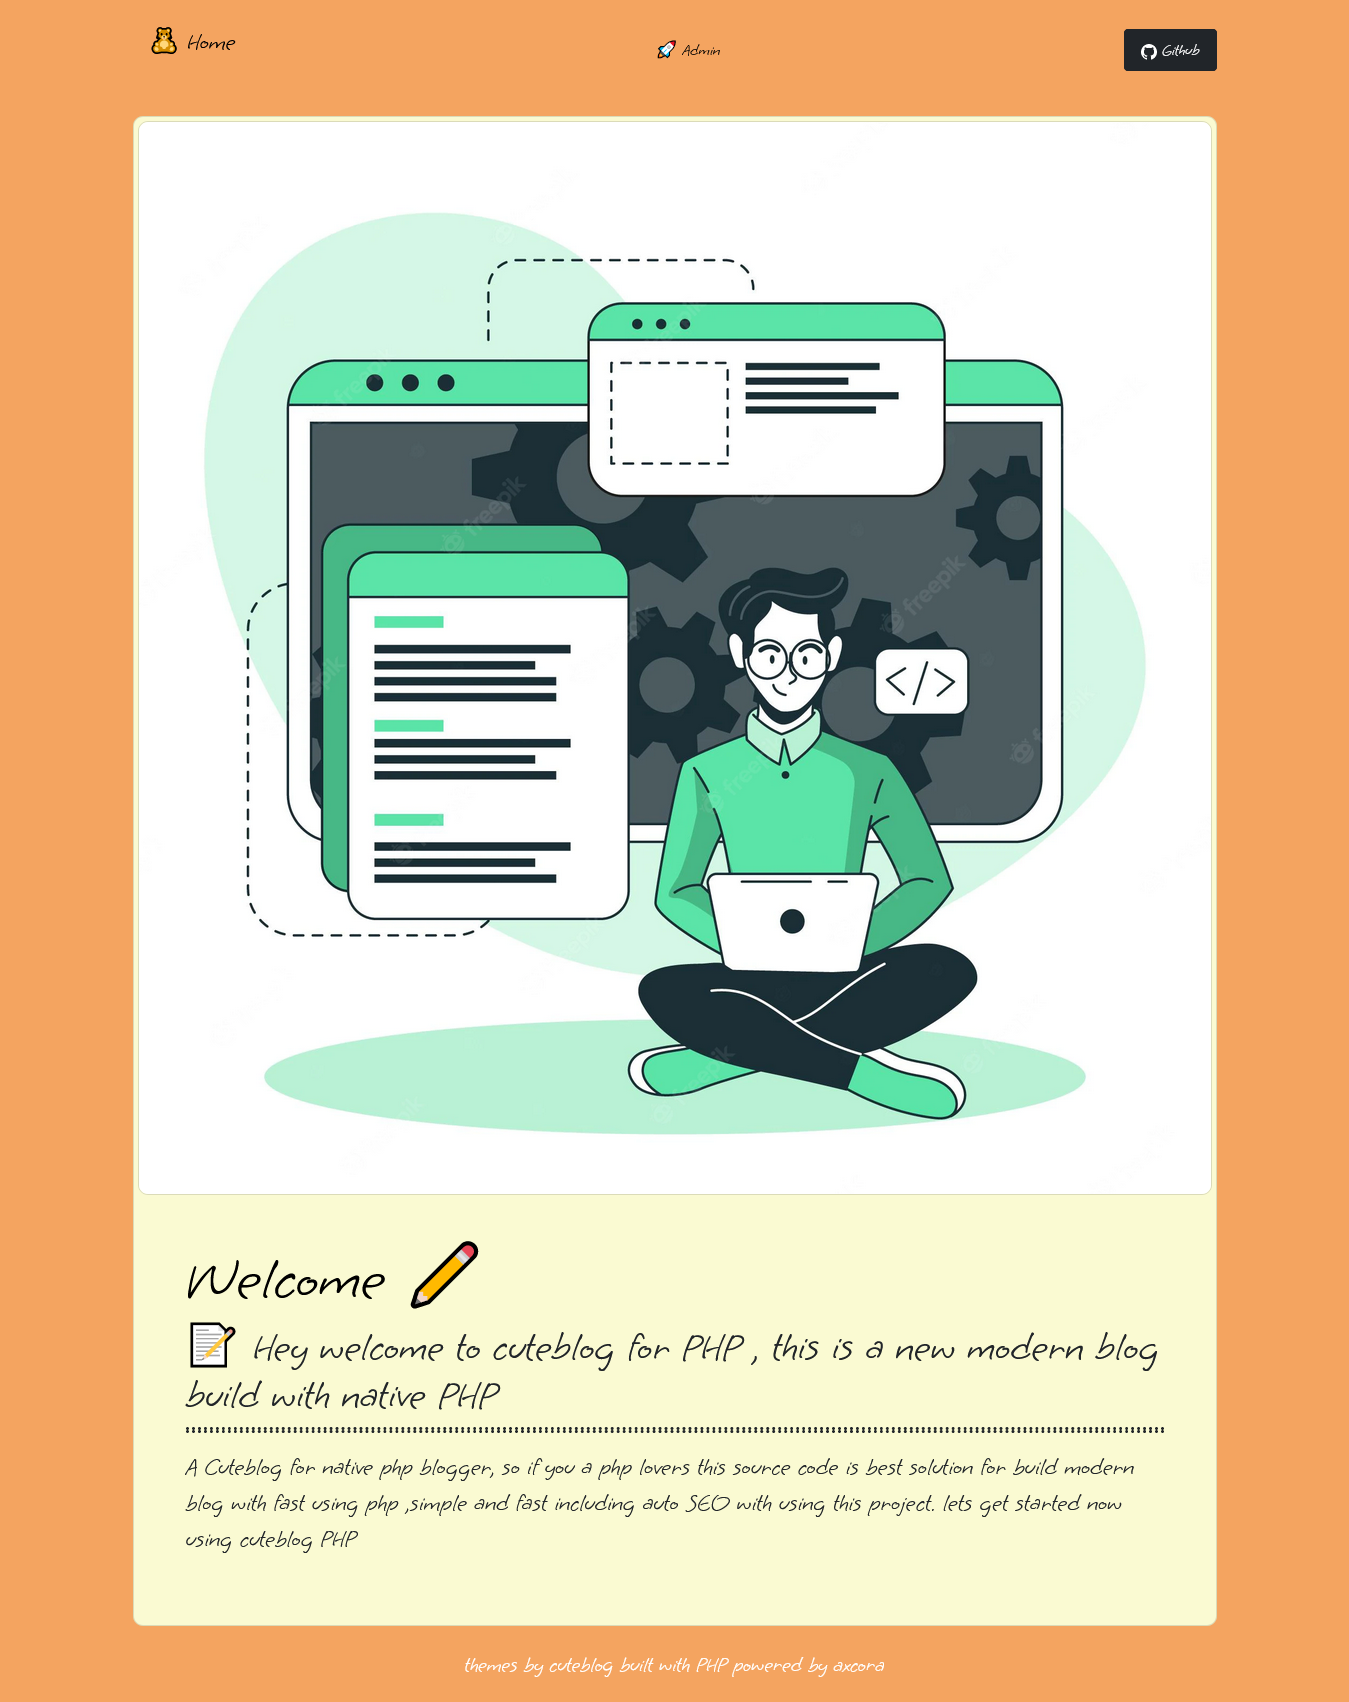 Home
Admin
Github
freepik
freepik
freepik
Welcome
Hey welcome to cuteblog for PHP , this is a new modern blog
build with native PHP
A Cuteblog for native php blogger, so if you a php lovers this source code is best solution for build modern
blog with fast using php ,simple and fast including auto SEO with using this project. lets get started now
using cuteblog PHP
themes by cuteblog built with PHP powered by axcora